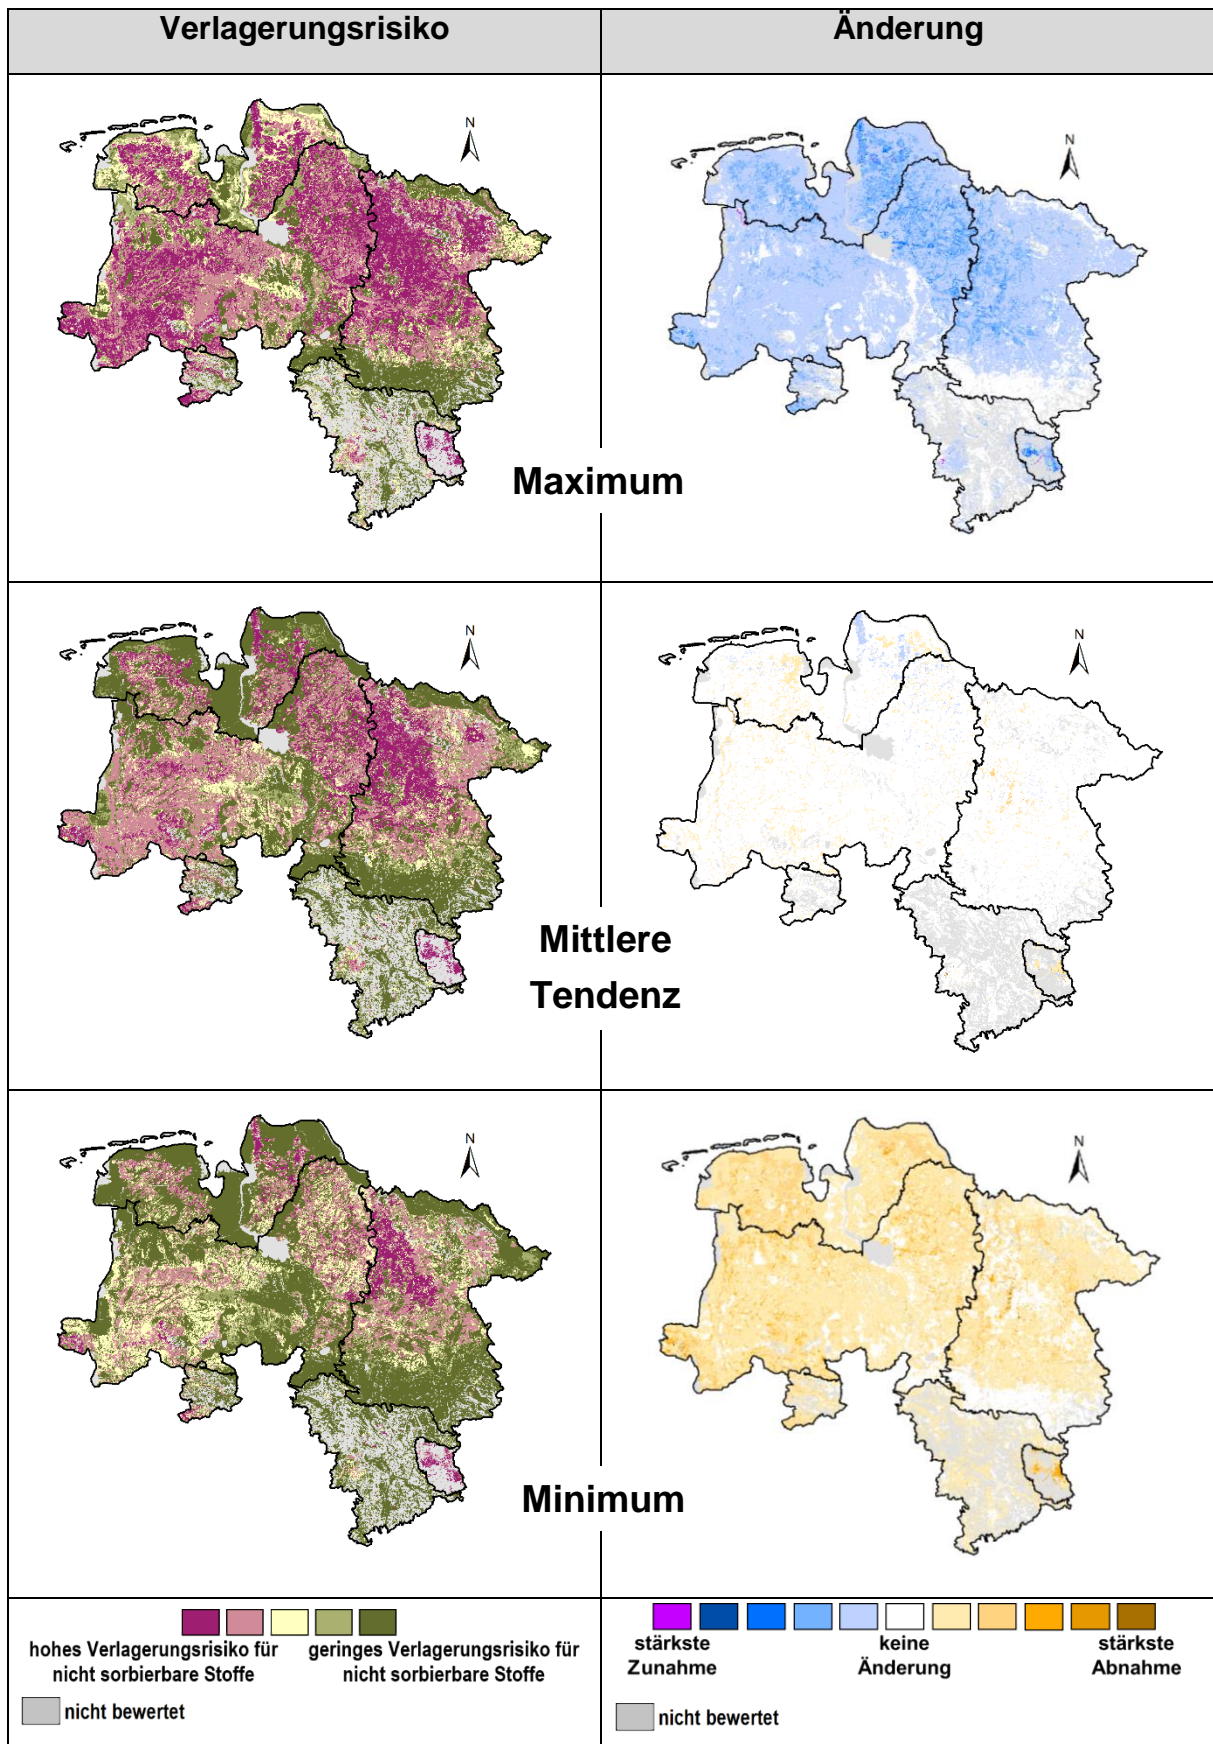 Verlagerungsrisiko
Änderung
N
N
Maximum
N
N
Mittlere
Tendenz
N
N
Minimum
hohes Verlagerungsrisiko für
nicht sorbierbare Stoffe
geringes Verlagerungsrisiko für
nicht sorbierbare Stoffe
nicht bewertet
stärkste
Zunahme
keine
Änderung
stärkste
Abnahme
nicht bewertet